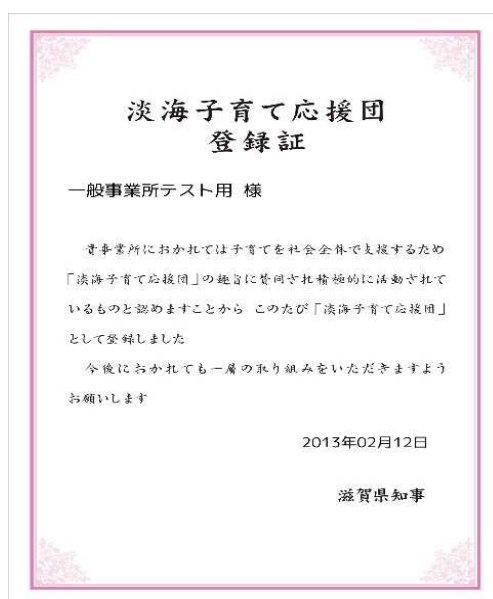 淡海子育て応援団
登録証
一般事業所テスト用 様
貴事業所におかれては子育てを社会全体で支援するため
「淡海子育て応援団」の趣旨に賛同され積極的に活動されて
いるものと認めますことから このたび「淡海子育て応援団」
として登録しました
今後におかれても一層の取り組みをいただきますよう
お願いします
2013年02月12日
滋賀県知事